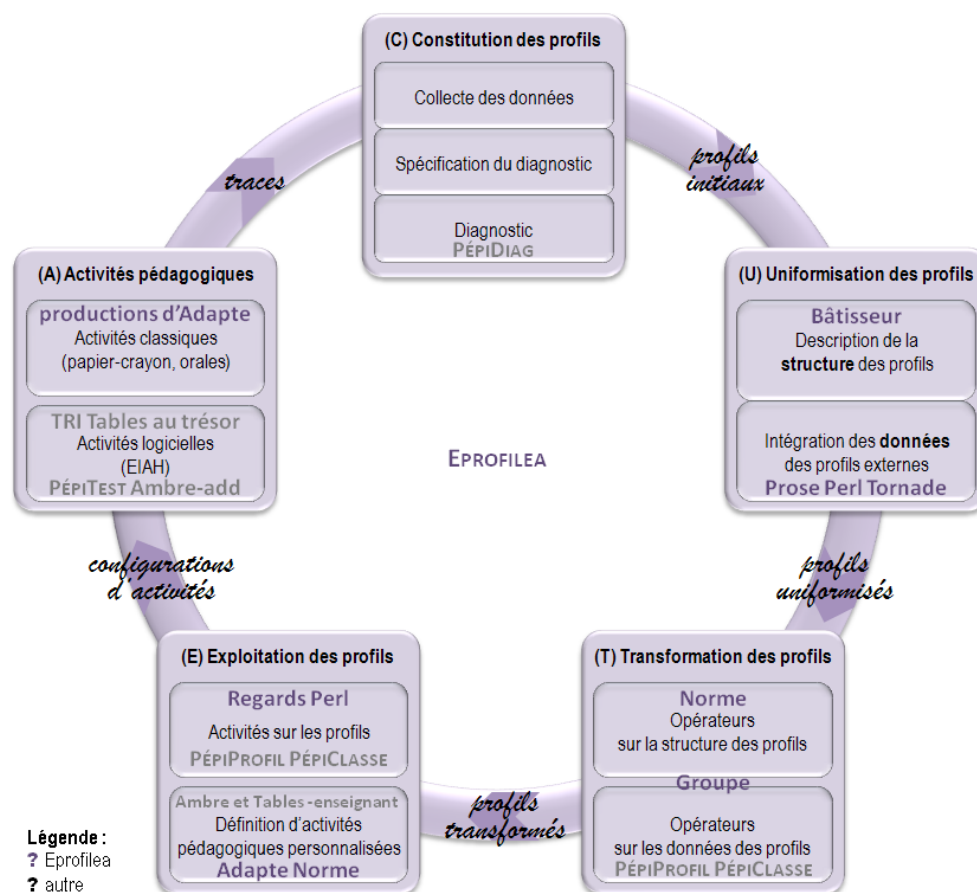 (C) Constitution des profils
Collecte des données
Spécification du diagnostic
Diagnostic
PÉPIDIAG
profils
initiaux
(U) Uniformisation des profils
Bâtisseur
Description de la
structure des profils
Intégration des données
des profils externes
Prose Perl Tornade
profils
uniformisés
(T) Transformation des profils
Norme
Opérateurs
sur la structure des profils
Groupe
Opérateurs
sur les données des profils
PÉPIPROFIL PÉPICLASSE
profils
transformés
(E) Exploitation des profils
Regards Perl
Activités sur les profils
PÉPIPROFIL PÉPICLASSE
Ambre et Tables -enseignant
Définition d'activités
pédagogiques personnalisées
Adapte Norme
configurations
d'activités
(A) Activités pédagogiques
productions d'Adapte
Activités classiques
(papier-crayon, orales)
TRI Tables au trésor
Activités logicielles
(EIAH)
PÉPITEST Ambre-add
traces
EPROFILEA
Légende :
? Eprofilea
? autre